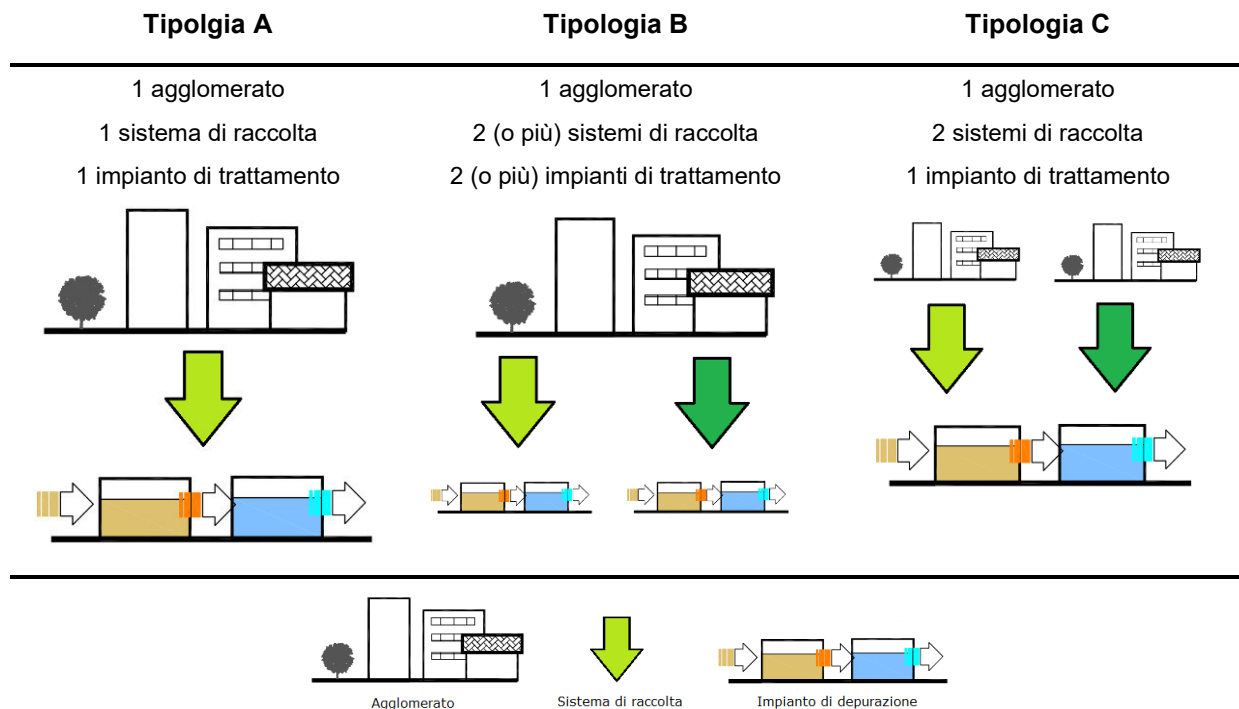 Tipolgia A
Tipologia B
Tipologia C
1 agglomerato
1 sistema di raccolta
1 impianto di trattamento
1 agglomerato
2 (o più) sistemi di raccolta
2 (o più) impianti di trattamento
1 agglomerato
2 sistemi di raccolta
1 impianto di trattamento
Agglomerato
Sistema di raccolta
Impianto di depurazione